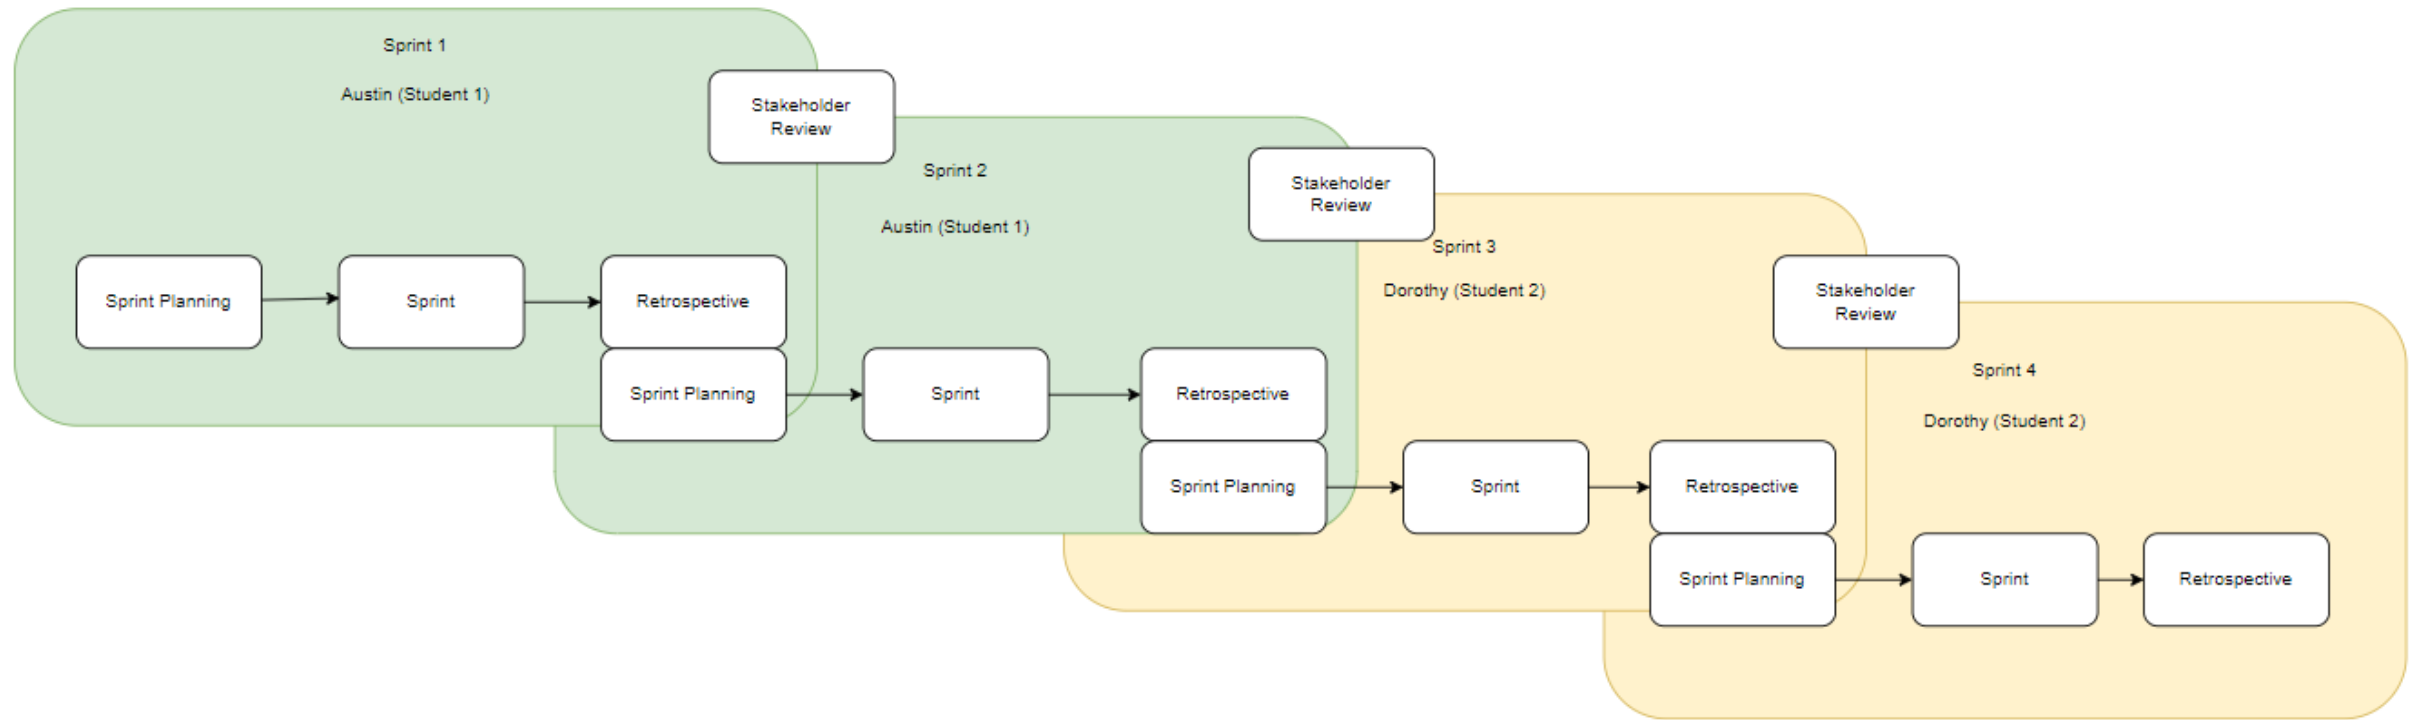 Sprint 1
Austin (Student 1)
Stakeholder
Review
Sprint Planning
Sprint
Retrospective
Sprint 2
Austin (Student 1)
Stakeholder
Review
Sprint Planning
Sprint
Retrospective
Sprint 3
Dorothy (Student 2)
Stakeholder
Review
Sprint Planning
Sprint
Retrospective
Sprint 4
Dorothy (Student 2)
Sprint Planning
Sprint
Retrospective